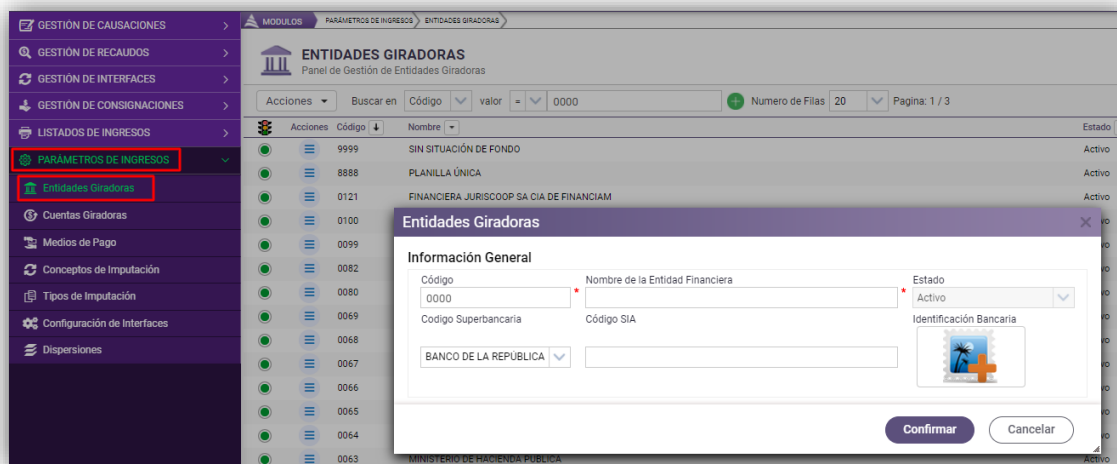 GESTIÓN DE CAUSACIONES
GESTIÓN DE RECAUDOS
GESTIÓN DE INTERFACES
GESTIÓN DE CONSIGNACIONES
LISTADOS DE INGRESOS
PARÁMETROS DE INGRESOS
Entidades Giradoras
Cuentas Giradoras
Medios de Pago
Conceptos de Imputación
Tipos de Imputación
Configuración de Interfaces
Dispersiones
MODULOS PARÁMETROS DE INGRESOS ENTIDADES GIRADORAS
ENTIDADES GIRADORAS
Panel de Gestión de Entidades Giradoras
Acciones Buscar en Código valor = 0000 Numero de Filas 20 Pagina: 1 / 3
Acciones Código Nombre Estado
9999 SIN SITUACIÓN DE FONDO Activo
8888 PLANILLA ÚNICA Activo
0121 FINANCIERA JURISCOOP SA CIA DE FINANCIAM Activo
0100
0099
0082
0080
0069
0068
0067
0066
0065
0064
0063 MINISTERIO DE HACIENDA PÚBLICA Activo
Entidades Giradoras
Información General
Código Nombre de la Entidad Financiera Estado
0000 * * Activo
Codigo Superbancaria Código SIA Identificación Bancaria
BANCO DE LA REPÚBLICA
Confirmar Cancelar